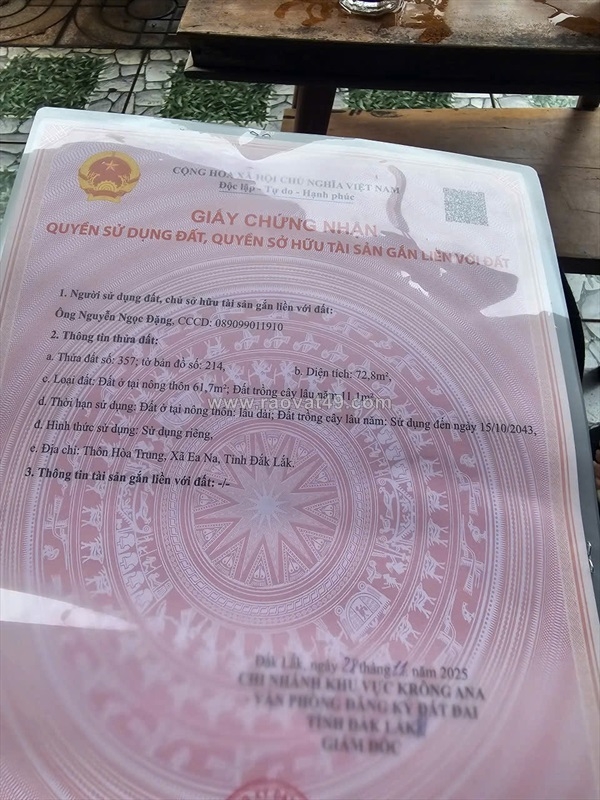 CỘNG HÒA XÃ HỘI CHỦ NGHĨA VIỆT NAM
Độc lập - Tự do - Hạnh phúc
GIẤY CHỨNG NHẬN
QUYỀN SỬ DỤNG ĐẤT, QUYỀN SỞ HỮU TÀI SẢN GẮN LIỀN VỚI ĐẤT
1. Người sử dụng đất, chủ sở hữu tài sản gắn liền với đất:
Ông Nguyễn Ngọc Đặng, CCCD: 089099011910
2. Thông tin thửa đất:
a. Thửa đất số: 357; tờ bản đồ số: 214,
b. Diện tích: 72,8m²,
c. Loại đất: Đất ở tại nông thôn 61,7m²; Đất trồng cây lâu năm 11,1m²,
www.raovat49.com
d. Thời hạn sử dụng: Đất ở tại nông thôn: lâu dài; Đất trồng cây lâu năm: Sử dụng đến ngày 15/10/2043,
đ. Hình thức sử dụng: Sử dụng riêng,
e. Địa chỉ: Thôn Hòa Trung, Xã Ea Na, Tỉnh Đắk Lắk.
3. Thông tin tài sản gắn liền với đất: -/-
Đắk Lắk, ngày tháng năm 2025
CHI NHÁNH KHU VỰC KRÔNG ANA
VĂN PHÒNG ĐĂNG KÝ ĐẤT ĐAI
TỈNH ĐẮK LẮK
GIÁM ĐỐC